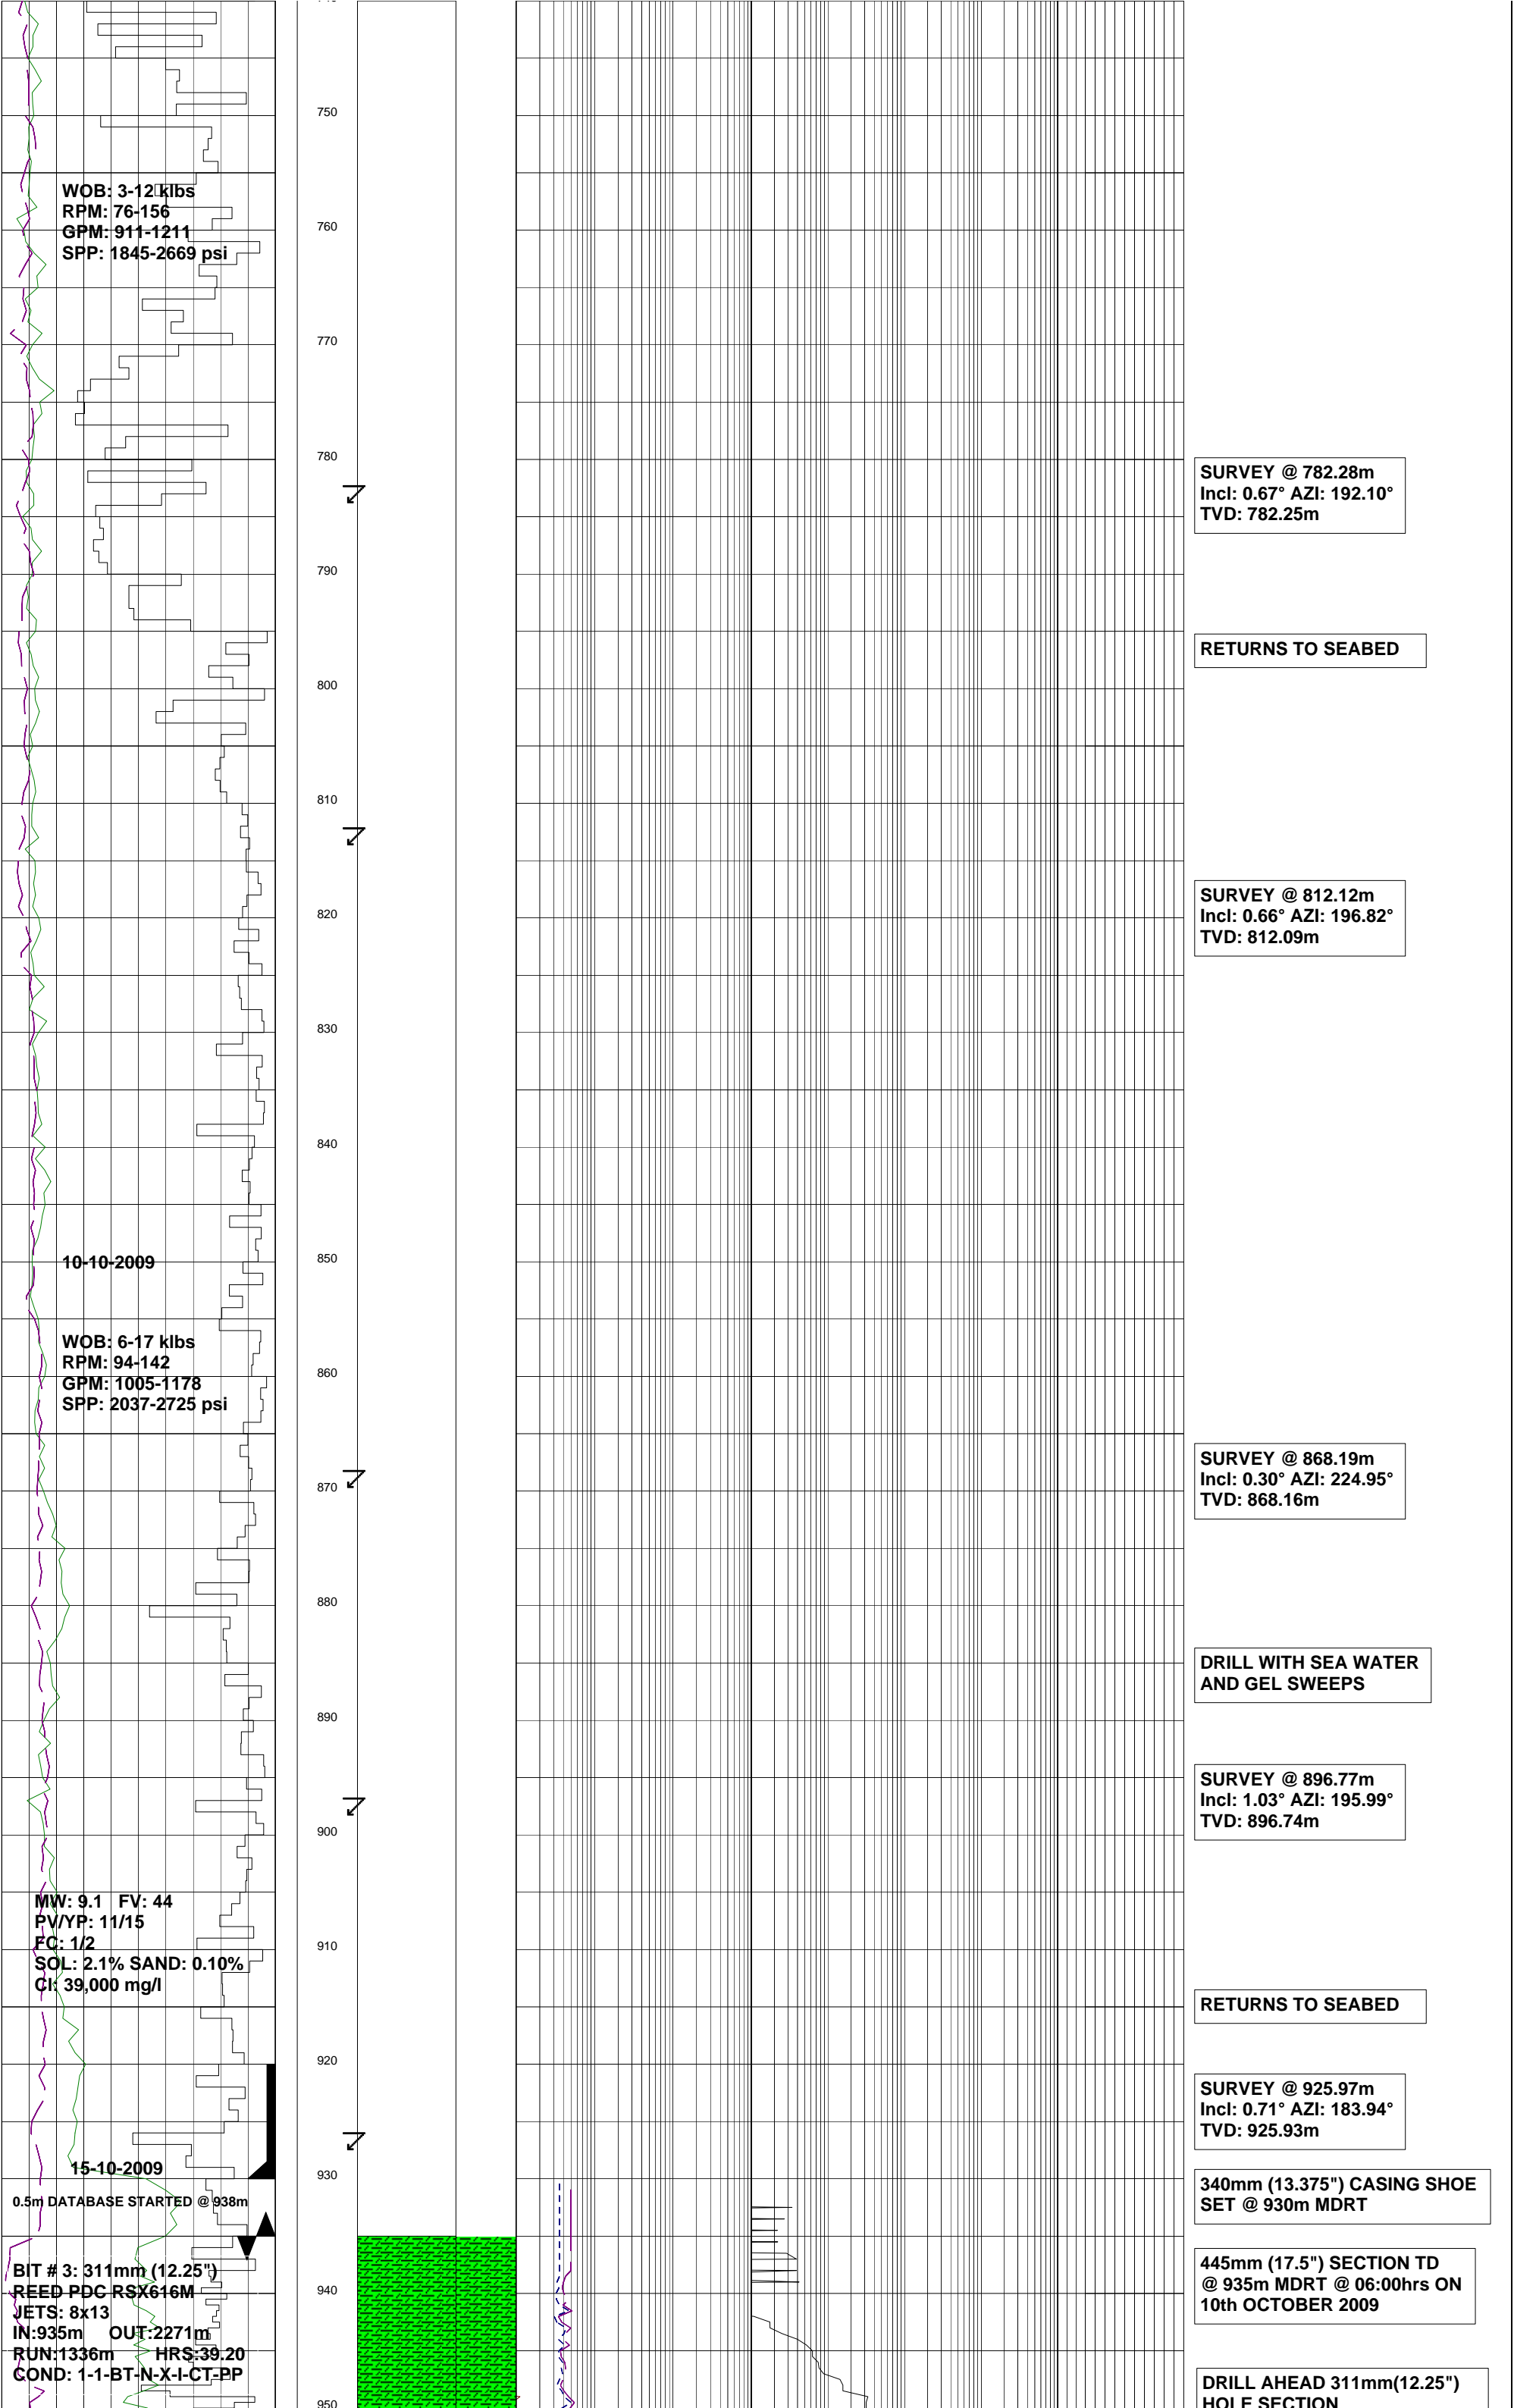 750
WOB: 3-12 klbs
RPM: 76-156
760
GPM: 911-1211
SPP: 1845-2669 psi
770
780
SURVEY @ 782.28m
Incl: 0.67° AZI: 192.10°
TVD: 782.25m
790
RETURNS TO SEABED
800
810
SURVEY @ 812.12m
Incl: 0.66° AZI: 196.82°
TVD: 812.09m
820
830
840
850
10-10-2009
WOB: 6-17 klbs
RPM: 94-142
860
GPM: 1005-1178
SPP: 2037-2725 psi
SURVEY @ 868.19m
Incl: 0.30° AZI: 224.95°
TVD: 868.16m
870
880
DRILL WITH SEA WATER
AND GEL SWEEPS
890
SURVEY @ 896.77m
Incl: 1.03° AZI: 195.99°
TVD: 896.74m
900
MW: 9.1 FV: 44
PV/YP: 11/15
FC: 1/2
910
SOL: 2.1% SAND: 0.10%
Cl: 39,000 mg/l
RETURNS TO SEABED
920
SURVEY @ 925.97m
Incl: 0.71° AZI: 183.94°
TVD: 925.93m
15-10-2009
930
340mm (13.375") CASING SHOE
SET @ 930m MDRT
0.5m DATABASE STARTED @ 938m
445mm (17.5") SECTION TD
@ 935m MDRT @ 06:00hrs ON
10th OCTOBER 2009
BIT # 3: 311mm (12.25")
REED PDC RSX616M
940
JETS: 8x13
IN:935m OUT:2271m
RUN:1336m HRS:39.20
COND: 1-1-BT-N-X-I-CT-PP
DRILL AHEAD 311mm(12.25")
HOLE SECTION
950